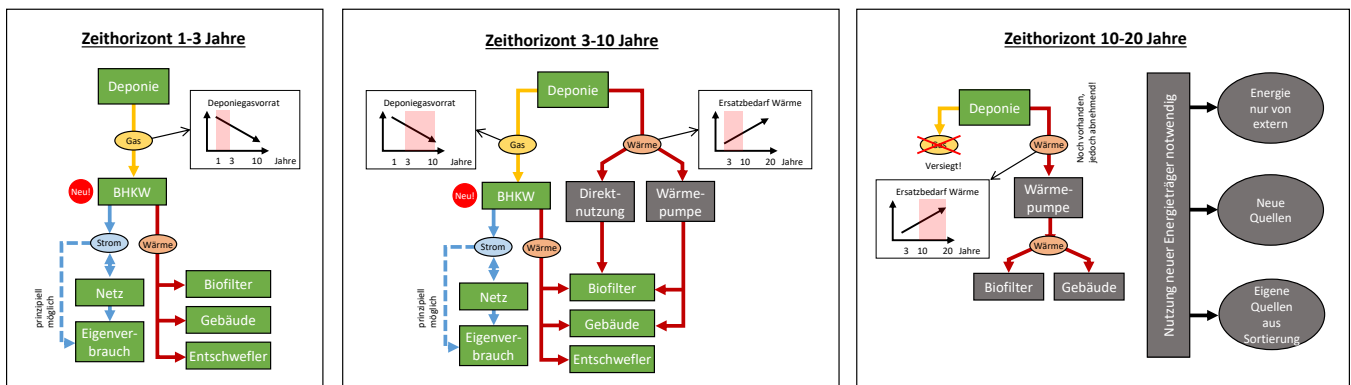 Zeithorizont 1-3 Jahre
Deponie
Deponiegasvorrat
Gas
1 3 10 Jahre
Neu!
BHKW
Strom
Wärme
prinzipiell
möglich
Netz
Biofilter
Gebäude
Eigenver-
brauch
Entschwefler
Zeithorizont 3-10 Jahre
Deponie
Deponiegasvorrat
1 3 10 Jahre
Gas
Wärme
Ersatzbedarf Wärme
3 10 20 Jahre
Neu!
BHKW
Direkt-
nutzung
Wärme-
pumpe
Strom
Wärme
prinzipiell
möglich
Netz
Biofilter
Gebäude
Eigenver-
brauch
Entschwefler
Zeithorizont 10-20 Jahre
Deponie
Gas
Versiegt!
Wärme
Noch vorhanden,
jedoch abnehmend!
Ersatzbedarf Wärme
3 10 20 Jahre
Wärme-
pumpe
Wärme
Biofilter
Gebäude
Nutzung neuer Energieträger notwendig
Energie
nur von
extern
Neue
Quellen
Eigene
Quellen
aus
Sortierung